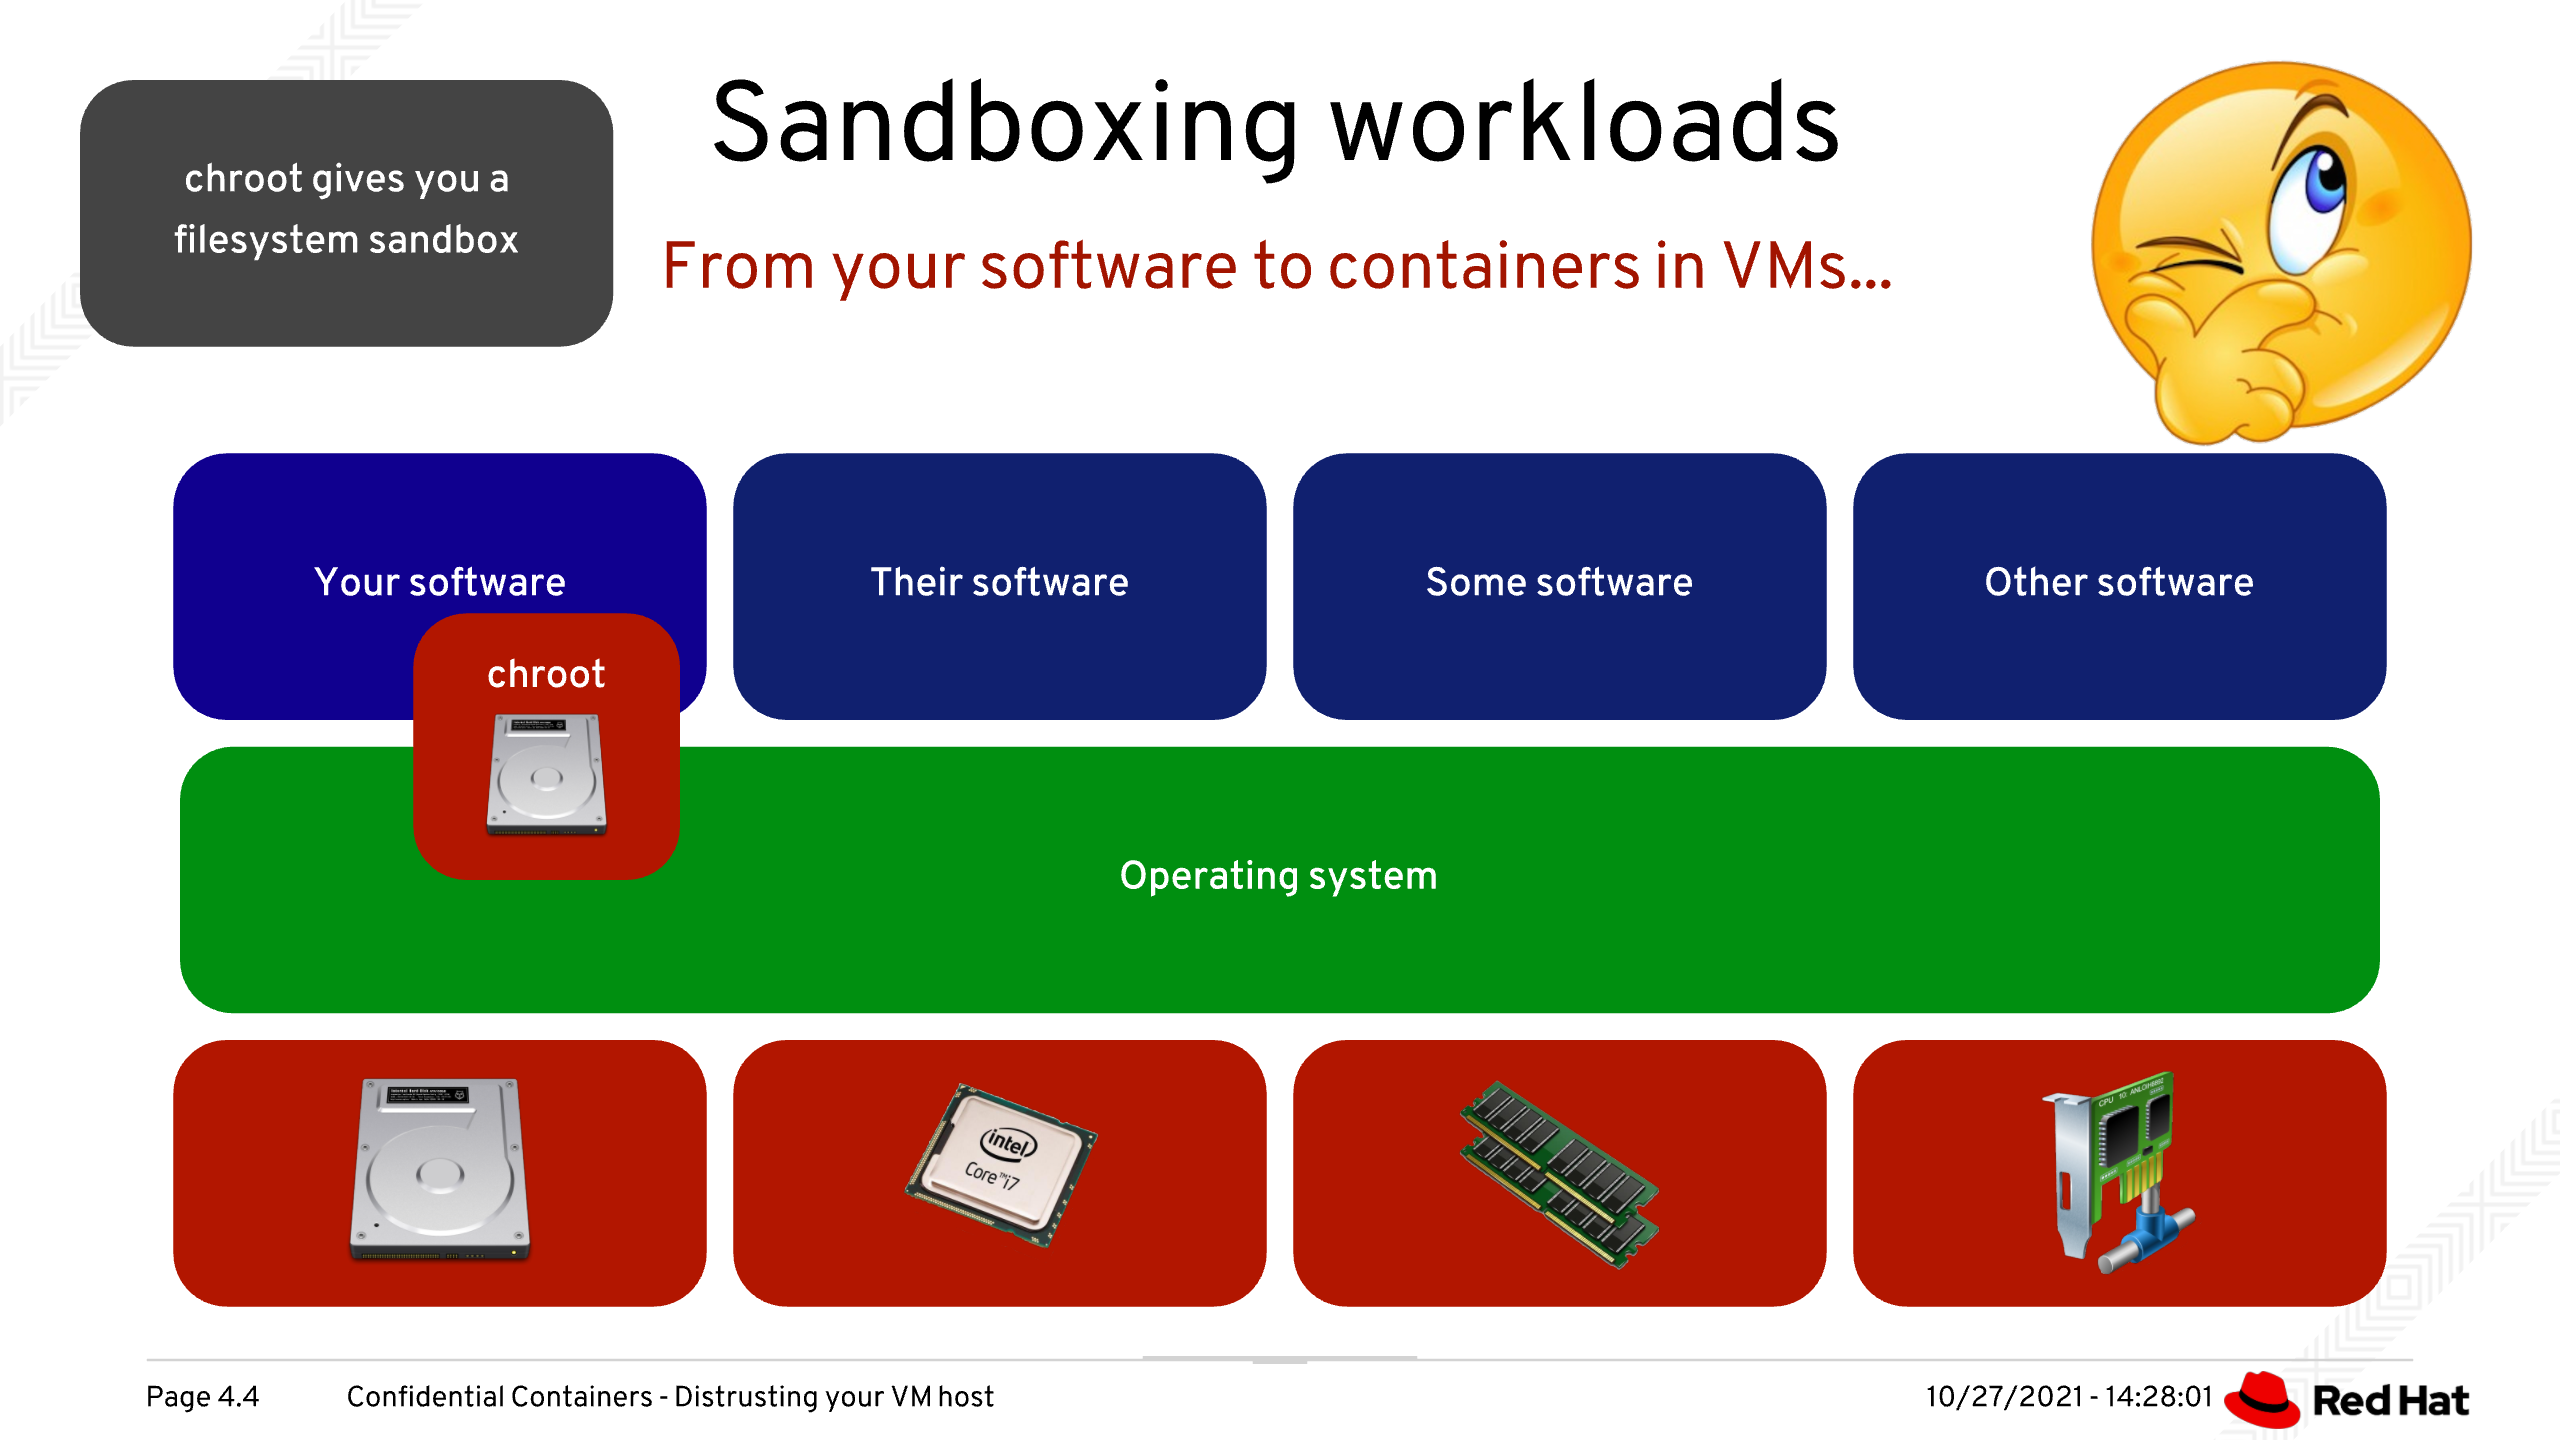 chroot gives you a
filesystem sandbox
Sandboxing workloads
From your software to containers in VMs...
Your software
Their software
Some software
Other software
chroot
Operating system
intel
Core™i7
Page 4.4
Confidential Containers - Distrusting your VM host
10/27/2021 - 14:28:01
Red Hat